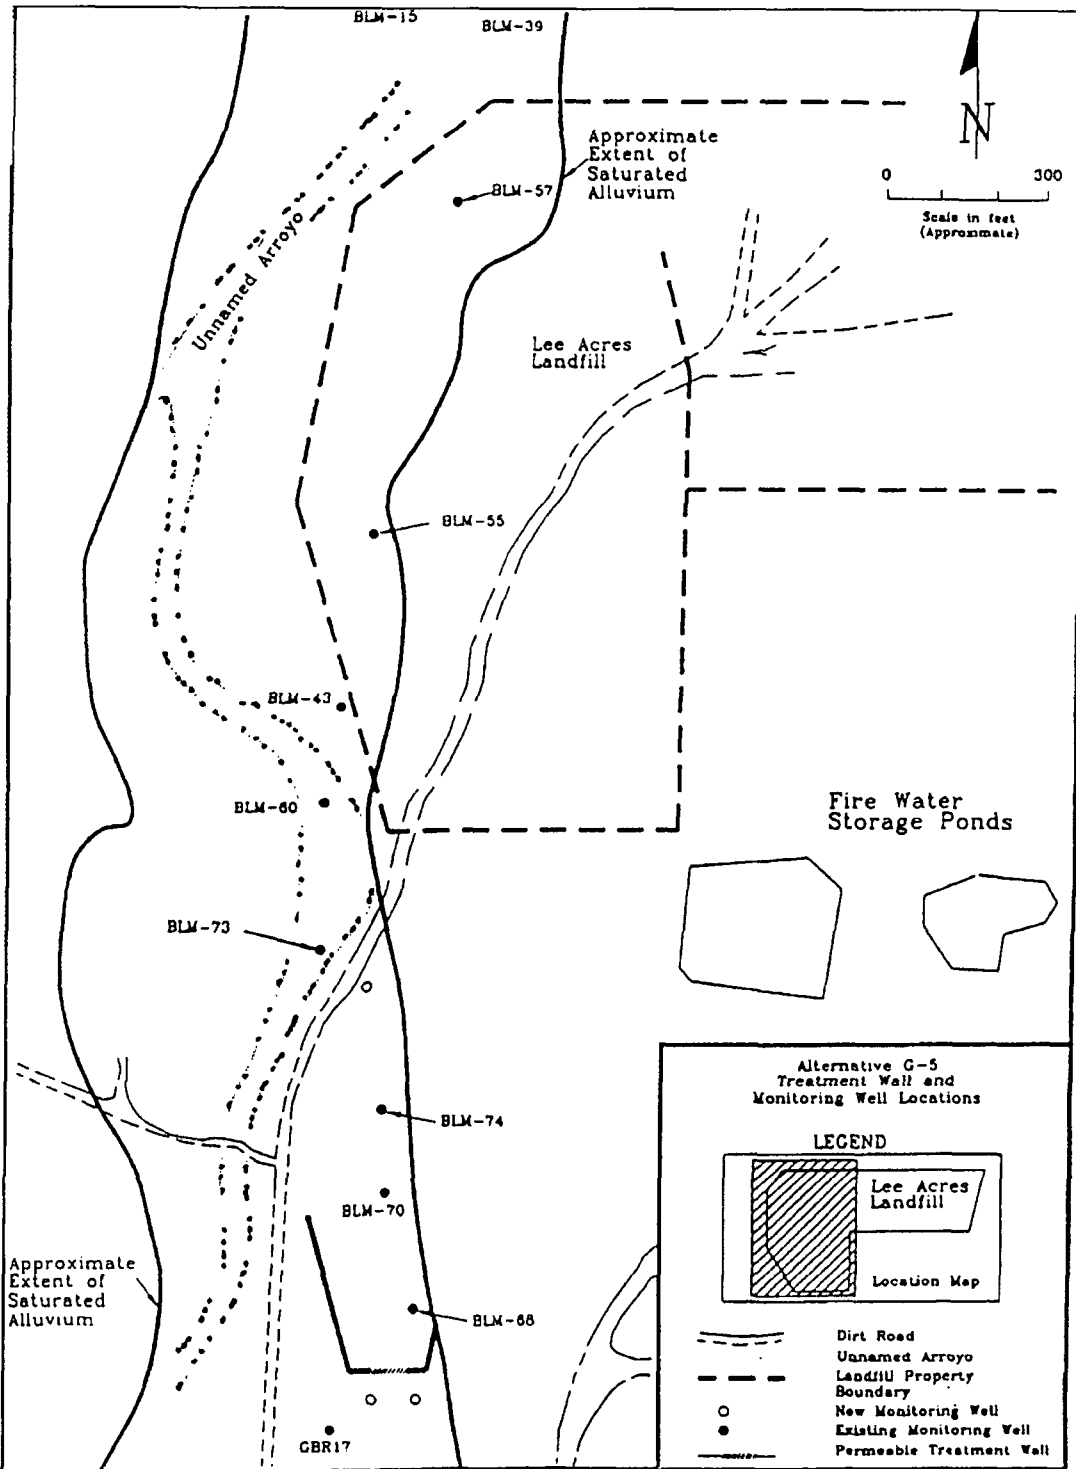 BLM-15
BLM-39
N
0 300
Scale in feet
(Approximate)
Approximate
Extent of
Saturated
Alluvium
BLM-57
Unnamed Arroyo
Lee Acres
Landfill
BLM-55
BLM-43
BLM-60
Fire Water
Storage Ponds
BLM-73
BLM-74
BLM-70
Approximate
Extent of
Saturated
Alluvium
BLM-68
GBR17
Alternative G-5
Treatment Wall and
Monitoring Well Locations
LEGEND
Lee Acres
Landfill
Location Map
Dirt Road
Unnamed Arroyo
Landfill Property
Boundary
New Monitoring Well
Existing Monitoring Well
Permeable Treatment Wall